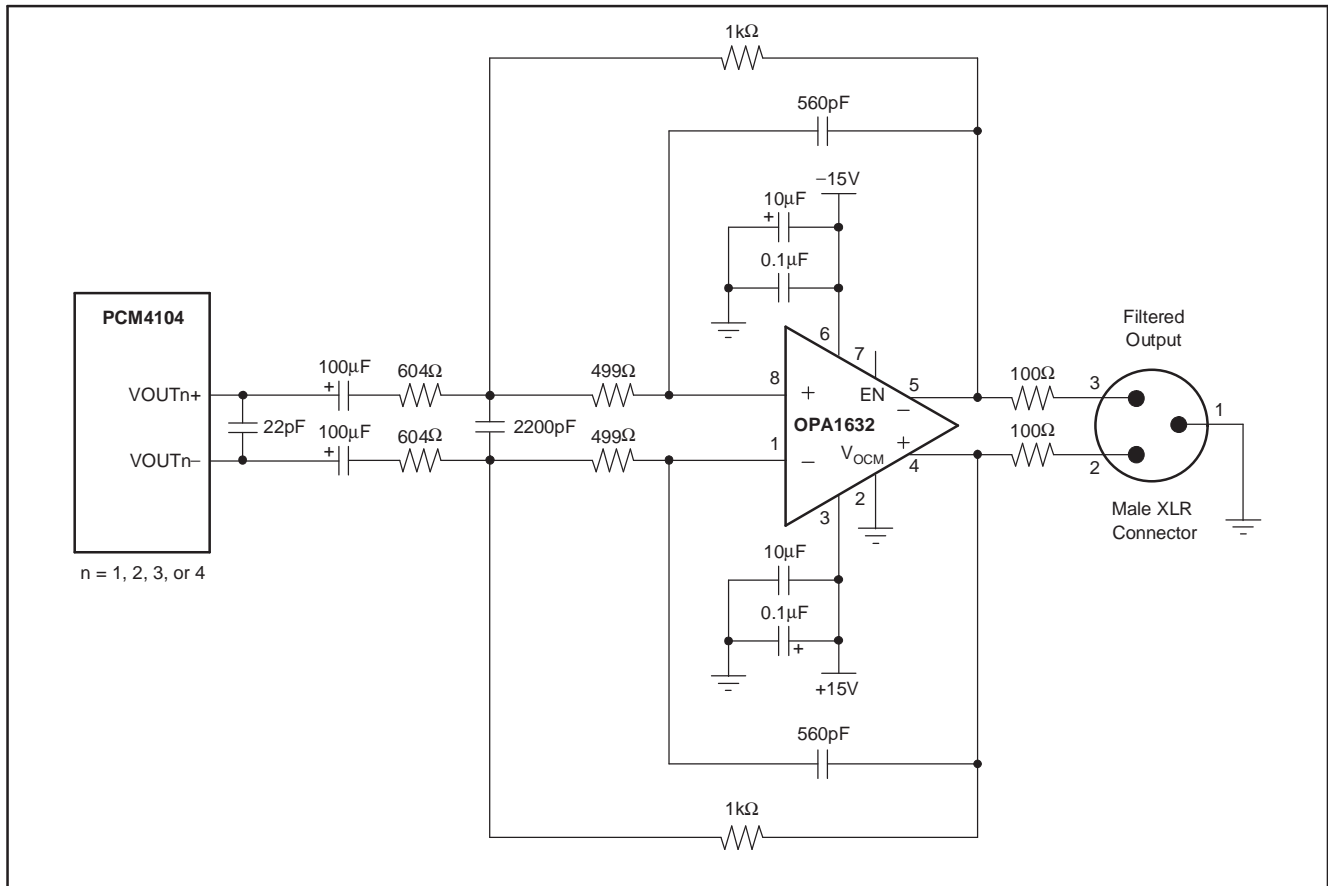 1kΩ
560pF
−15V
10μF
+
0.1μF
PCM4104
VOUTn+
VOUTn−
22pF
100μF
+
100μF
+
604Ω
604Ω
2200pF
499Ω
499Ω
6
7
8
+
EN
5
−
OPA1632
1
−
VOCM
+
4
3
2
100Ω
100Ω
Filtered
Output
3
1
2
Male XLR
Connector
n = 1, 2, 3, or 4
10μF
0.1μF
+
+15V
560pF
1kΩ